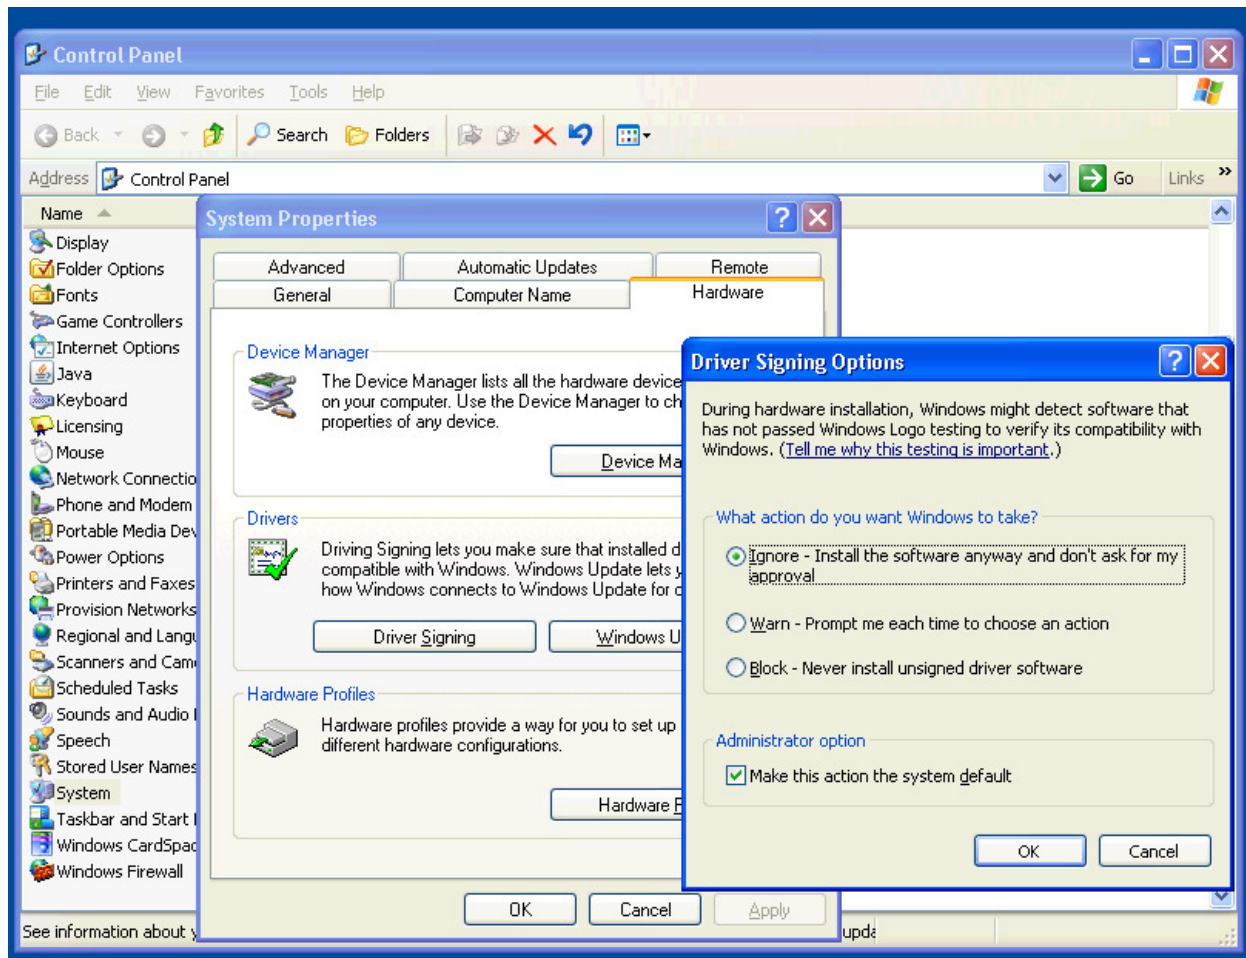 Control Panel
File Edit View Favorites Tools Help
Back Search Folders
Address Control Panel Go Links »
Name
Display
Folder Options
Fonts
Game Controllers
Internet Options
Java
Keyboard
Licensing
Mouse
Network Connectio
Phone and Modem
Portable Media Dev
Power Options
Printers and Faxes
Provision Networks
Regional and Langu
Scanners and Came
Scheduled Tasks
Sounds and Audio
Speech
Stored User Names
System
Taskbar and Start
Windows CardSpac
Windows Firewall
See information about
System Properties
Advanced Automatic Updates Remote
General Computer Name Hardware
Device Manager
The Device Manager lists all the hardware device
on your computer. Use the Device Manager to ch
properties of any device.
Device Ma
Drivers
Driving Signing lets you make sure that installed d
compatible with Windows. Windows Update lets y
how Windows connects to Windows Update for d
Driver Signing Windows U
Hardware Profiles
Hardware profiles provide a way for you to set up
different hardware configurations.
Hardware P
OK Cancel Apply
upda
Driver Signing Options
During hardware installation, Windows might detect software that
has not passed Windows Logo testing to verify its compatibility with
Windows. (Tell me why this testing is important.)
What action do you want Windows to take?
Ignore - Install the software anyway and don't ask for my
approval
Warn - Prompt me each time to choose an action
Block - Never install unsigned driver software
Administrator option
Make this action the system default
OK Cancel